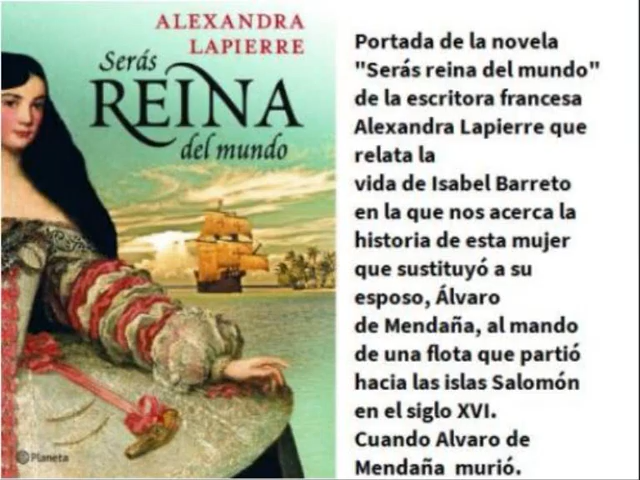 ALEXANDRA
LAPIERRE
Serás
REINA
del mundo
Planeta
Portada de la novela
"Serás reina del mundo"
de la escritora francesa
Alexandra Lapierre que
relata la
vida de Isabel Barreto
en la que nos acerca la
historia de esta mujer
que sustituyó a su
esposo, Álvaro
de Mendaña, al mando
de una flota que partió
hacia las islas Salomón
en el siglo XVI.
Cuando Alvaro de
Mendaña murió.